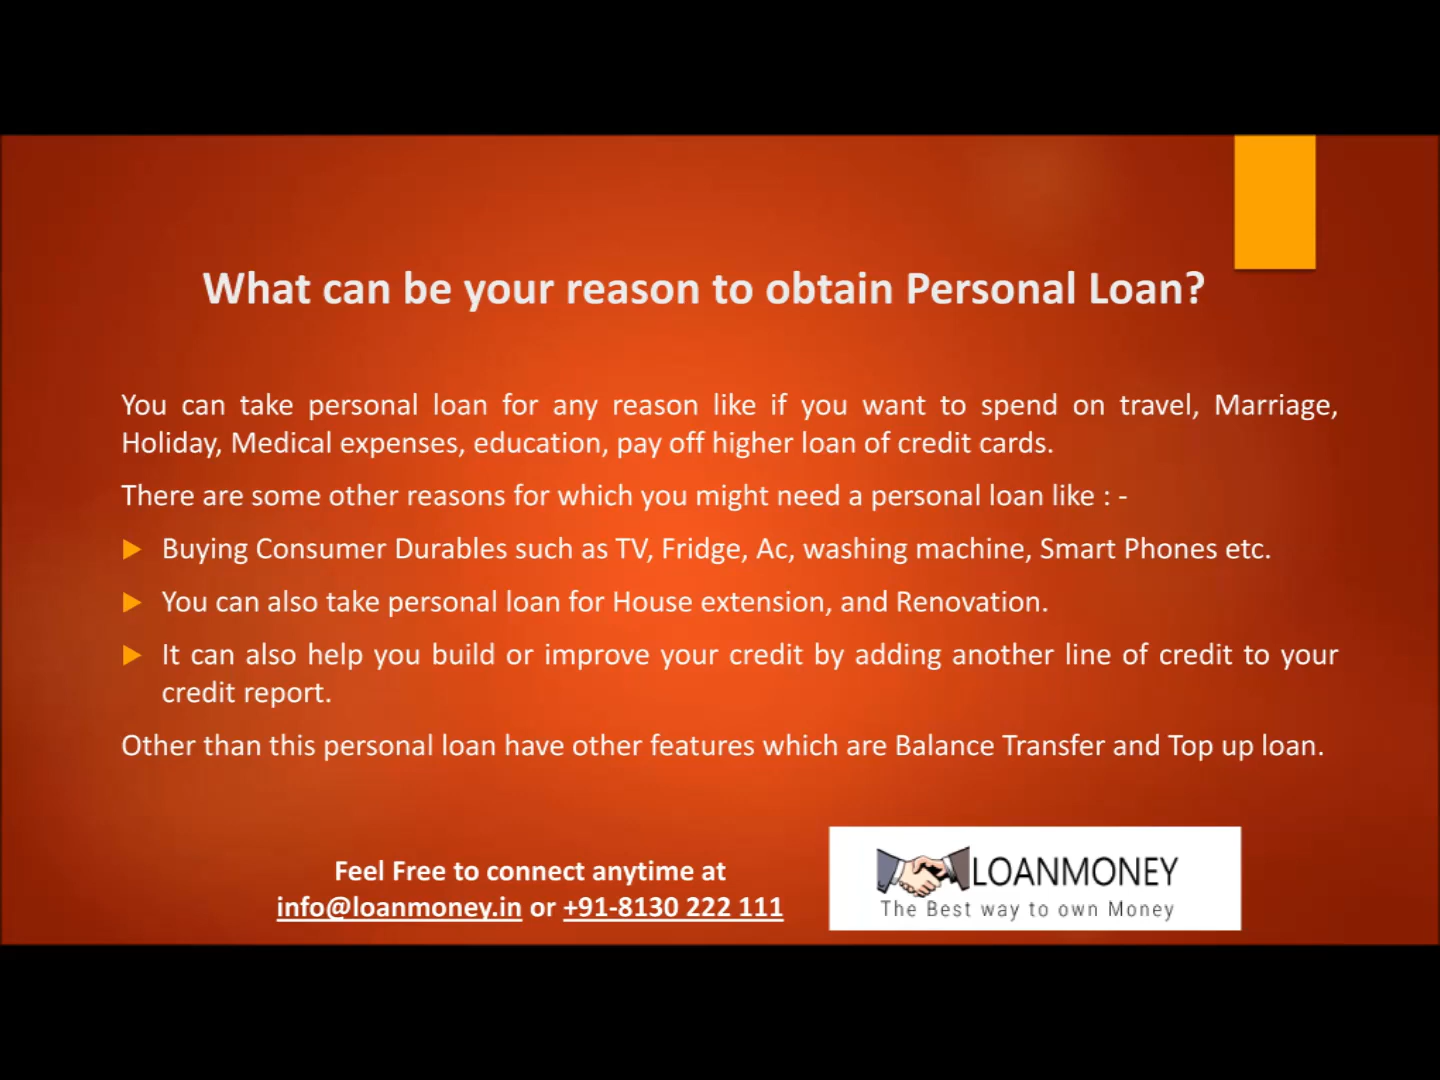 What can be your reason to obtain Personal Loan?
You can take personal loan for any reason like if you want to spend on travel, Marriage,
Holiday, Medical expenses, education, pay off higher loan of credit cards.
There are some other reasons for which you might need a personal loan like : -
Buying Consumer Durables such as TV, Fridge, Ac, washing machine, Smart Phones etc.
You can also take personal loan for House extension, and Renovation.
It can also help you build or improve your credit by adding another line of credit to your
credit report.
Other than this personal loan have other features which are Balance Transfer and Top up loan.
Feel Free to connect anytime at
info@loanmoney.in or +91-8130 222 111
LOANMONEY
The Best way to own Money